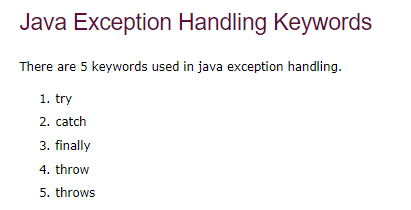 Java Exception Handling Keywords
There are 5 keywords used in java exception handling.
1. try
2. catch
3. finally
4. throw
5. throws